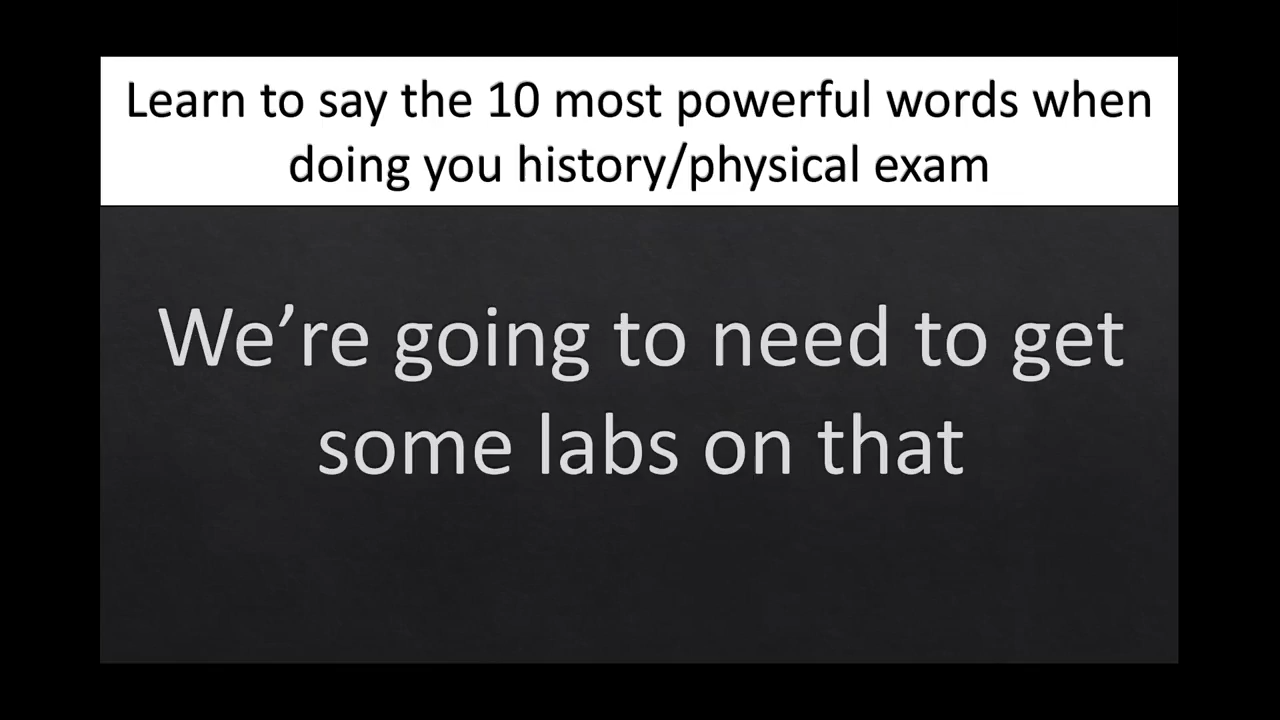 Learn to say the 10 most powerful words when
doing you history/physical exam
We’re going to need to get
some labs on that